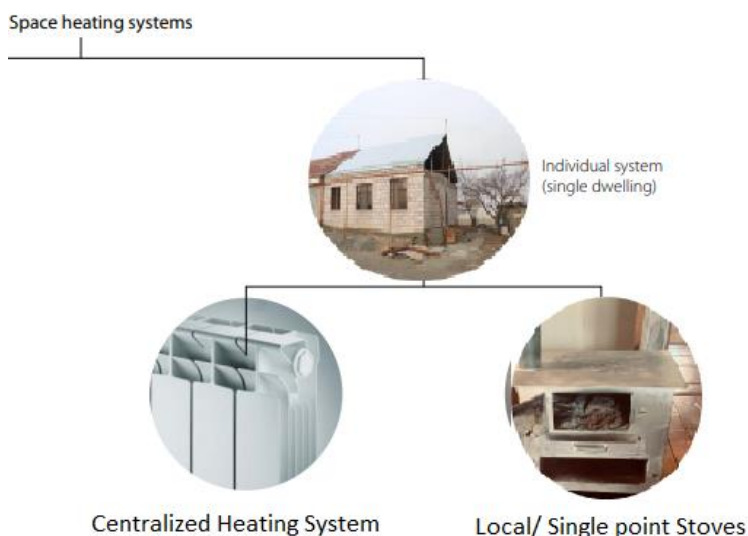 Space heating systems
Individual system
(single dwelling)
Centralized Heating System
Local/ Single point Stoves